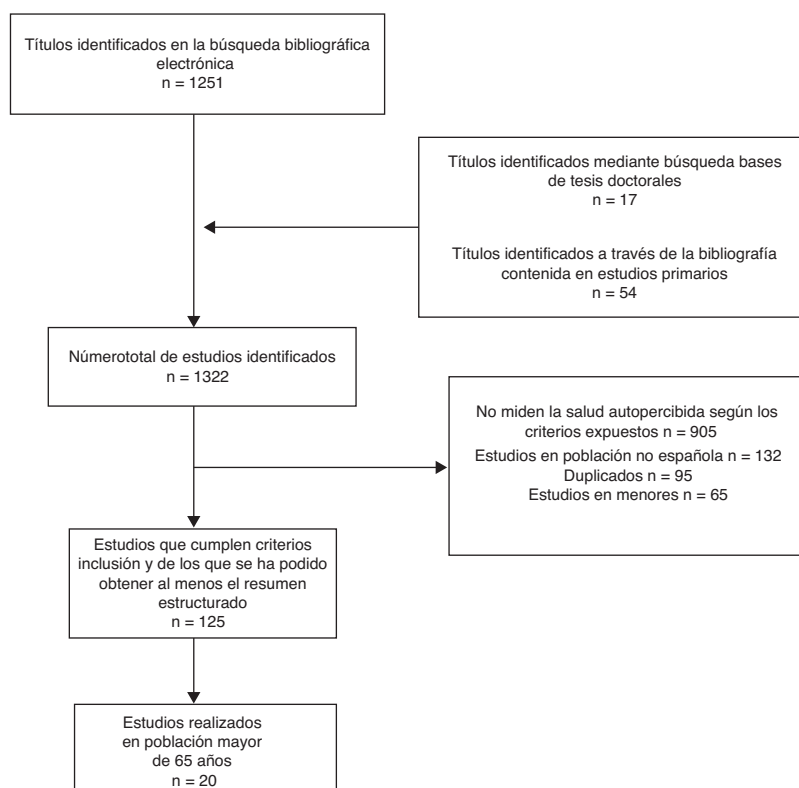 Títulos identificados en la búsqueda bibliográfica
electrónica
n = 1251
Títulos identificados mediante búsqueda bases
de tesis doctorales
n = 17
Títulos identificados a través de la bibliografía
contenida en estudios primarios
n = 54
Númerototal de estudios identificados
n = 1322
No miden la salud autopercibida según los
criterios expuestos n = 905
Estudios en población no española n = 132
Duplicados n = 95
Estudios en menores n = 65
Estudios que cumplen criterios
inclusión y de los que se ha podido
obtener al menos el resumen
estructurado
n = 125
Estudios realizados
en población mayor
de 65 años
n = 20